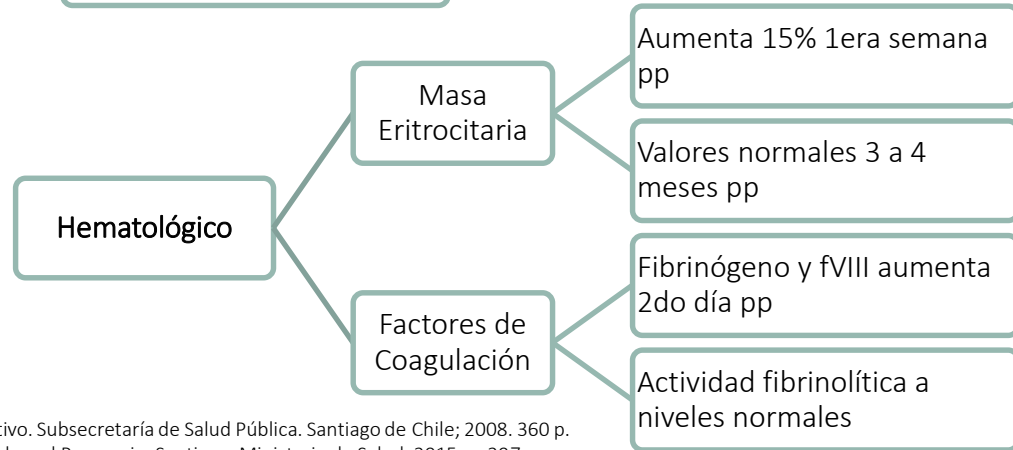 Aumenta 15% 1era semana
pp
Masa
Eritrocitaria
Valores normales 3 a 4
meses pp
Hematológico
Fibrinógeno y fVIII aumenta
2do día pp
Factores de
Coagulación
Actividad fibrinolítica a
niveles normales
tivo. Subsecretaría de Salud Pública. Santiago de Chile; 2008. 360 p.